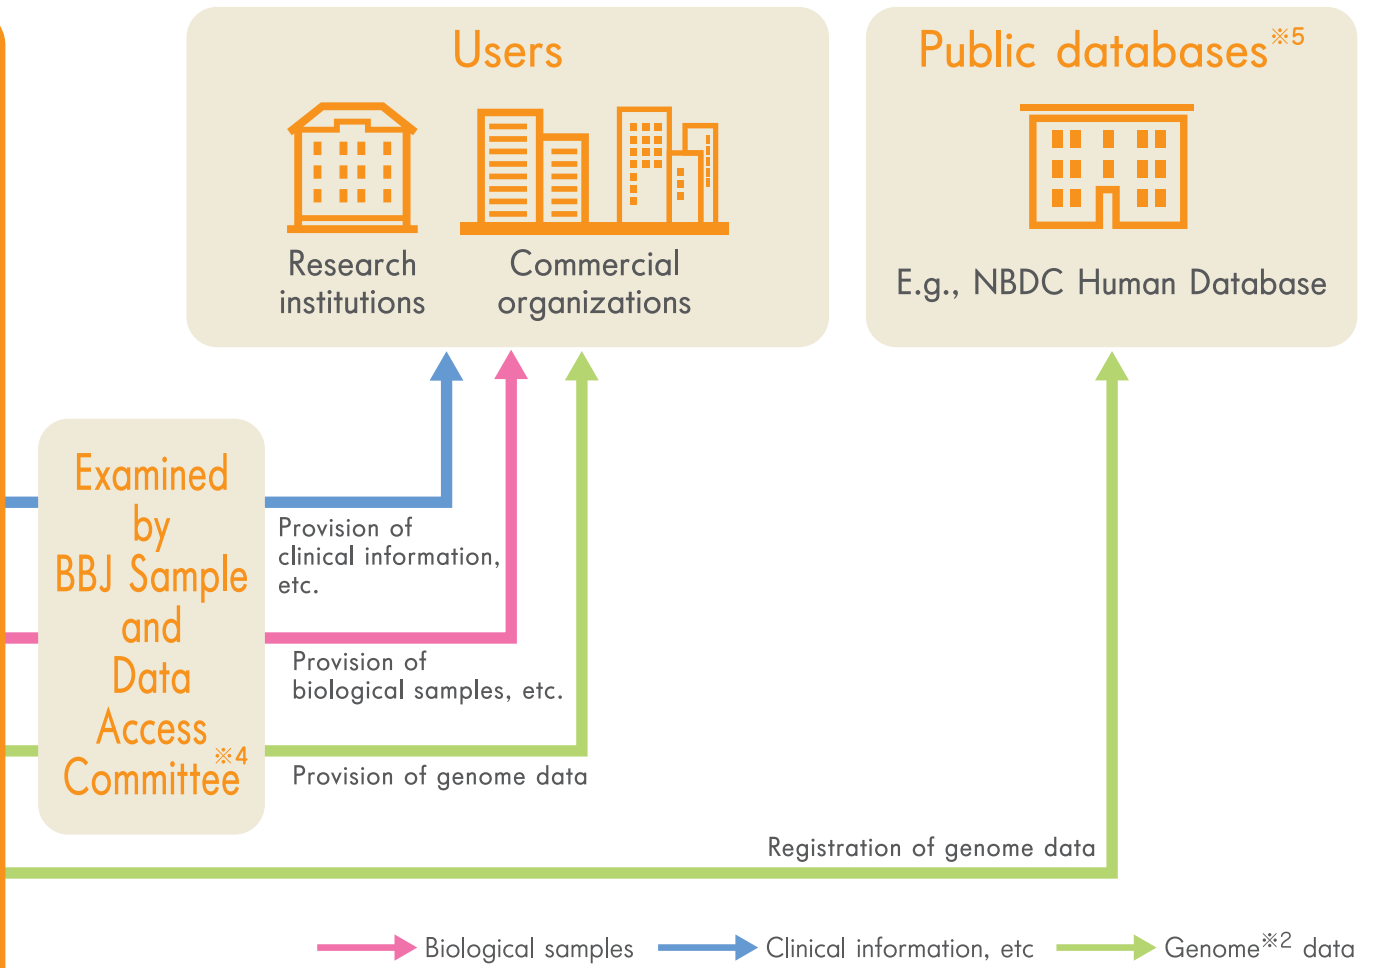 Users
Research
institutions
Commercial
organizations
Public databases※5
E.g., NBDC Human Database
Examined
by
BBJ Sample
and
Data
Access
Committee※4
Provision of
clinical information,
etc.
Provision of
biological samples, etc.
Provision of genome data
Registration of genome data
Biological samples
Clinical information, etc
Genome※2 data